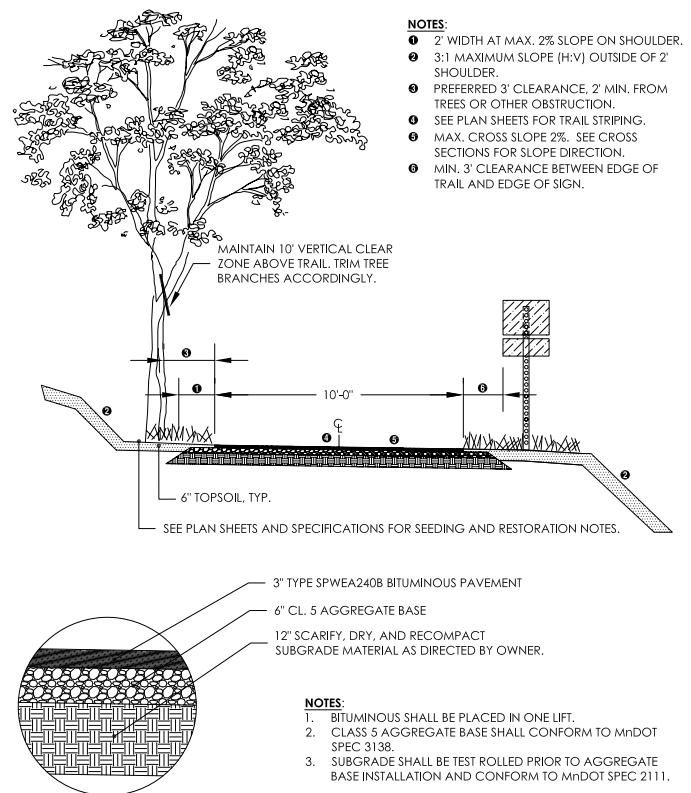 NOTES:
❶ 2' WIDTH AT MAX. 2% SLOPE ON SHOULDER.
❷ 3:1 MAXIMUM SLOPE (H:V) OUTSIDE OF 2'
SHOULDER.
❸ PREFERRED 3' CLEARANCE, 2' MIN. FROM
TREES OR OTHER OBSTRUCTION.
❹ SEE PLAN SHEETS FOR TRAIL STRIPING.
❺ MAX. CROSS SLOPE 2%. SEE CROSS
SECTIONS FOR SLOPE DIRECTION.
❻ MIN. 3' CLEARANCE BETWEEN EDGE OF
TRAIL AND EDGE OF SIGN.
MAINTAIN 10' VERTICAL CLEAR
ZONE ABOVE TRAIL. TRIM TREE
BRANCHES ACCORDINGLY.
❸
❶
10'-0"
❻
❷
❹
℄
❺
❷
6" TOPSOIL, TYP.
SEE PLAN SHEETS AND SPECIFICATIONS FOR SEEDING AND RESTORATION NOTES.
3" TYPE SPWEA240B BITUMINOUS PAVEMENT
6" CL. 5 AGGREGATE BASE
12" SCARIFY, DRY, AND RECOMPACT
SUBGRADE MATERIAL AS DIRECTED BY OWNER.
NOTES:
1. BITUMINOUS SHALL BE PLACED IN ONE LIFT.
2. CLASS 5 AGGREGATE BASE SHALL CONFORM TO MnDOT
SPEC 3138.
3. SUBGRADE SHALL BE TEST ROLLED PRIOR TO AGGREGATE
BASE INSTALLATION AND CONFORM TO MnDOT SPEC 2111.